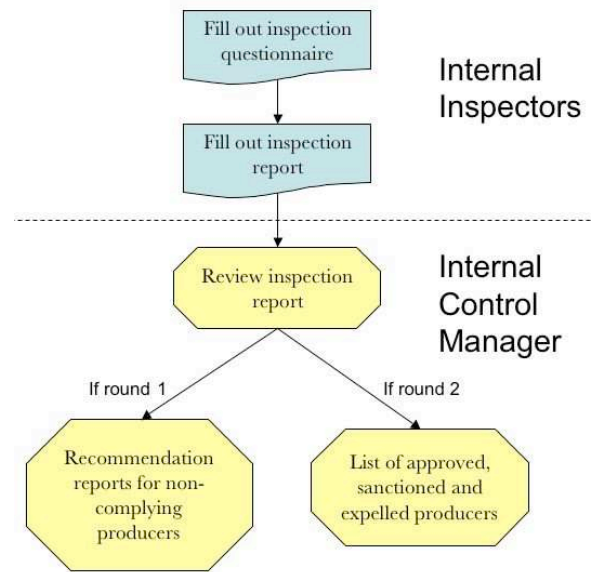 Fill out inspection
questionnaire
Internal
Inspectors
Fill out inspection
report
Review inspection
report
Internal
Control
Manager
If round 1
If round 2
Recommendation
reports for non-
complying
producers
List of approved,
sanctioned and
expelled producers